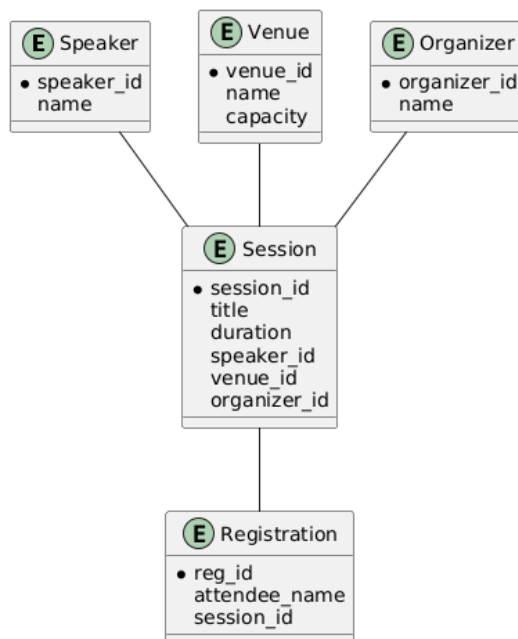 E Speaker
* speaker_id
name
E Venue
* venue_id
name
capacity
E Organizer
* organizer_id
name
E Session
* session_id
title
duration
speaker_id
venue_id
organizer_id
E Registration
* reg_id
attendee_name
session_id